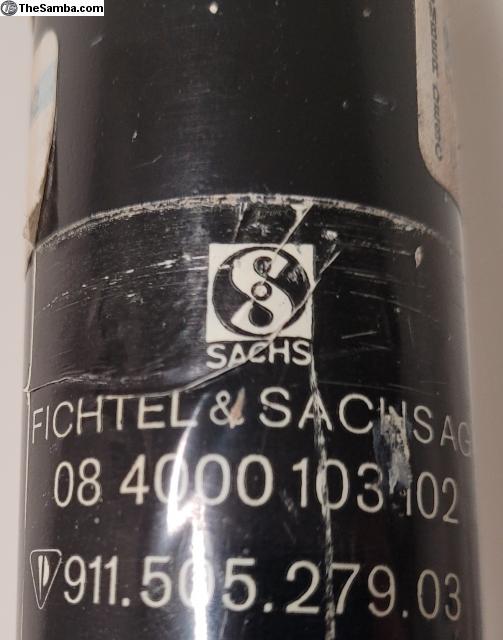 TheSamba.com
SACHS
FICHTEL & SACHS AG
08 4000 103 102
911.505.279.03